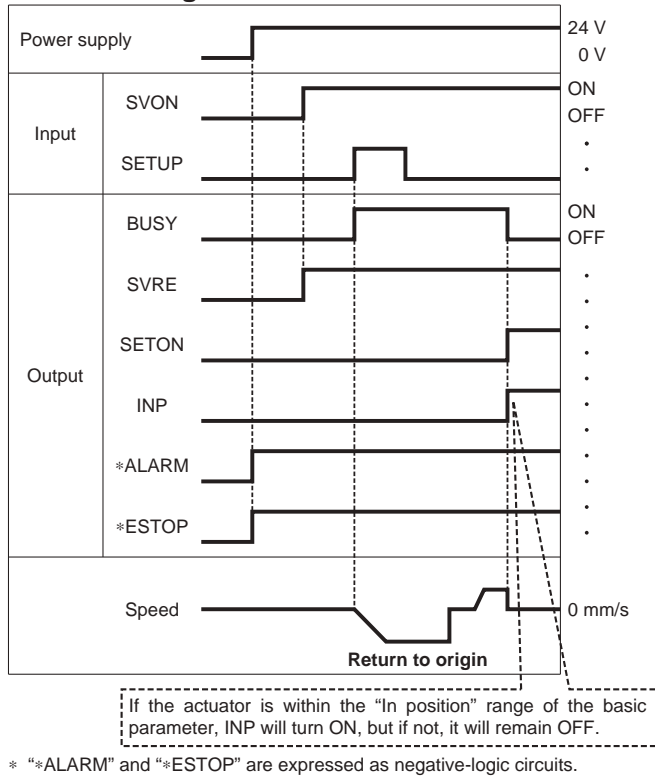 Power supply
24 V
0 V
Input
SVON
ON
OFF
SETUP
Output
BUSY
ON
OFF
SVRE
SETON
INP
∗ALARM
∗ESTOP
Speed
0 mm/s
Return to origin
If the actuator is within the “In position” range of the basic
parameter, INP will turn ON, but if not, it will remain OFF.
∗ “∗ALARM” and “∗ESTOP” are expressed as negative-logic circuits.